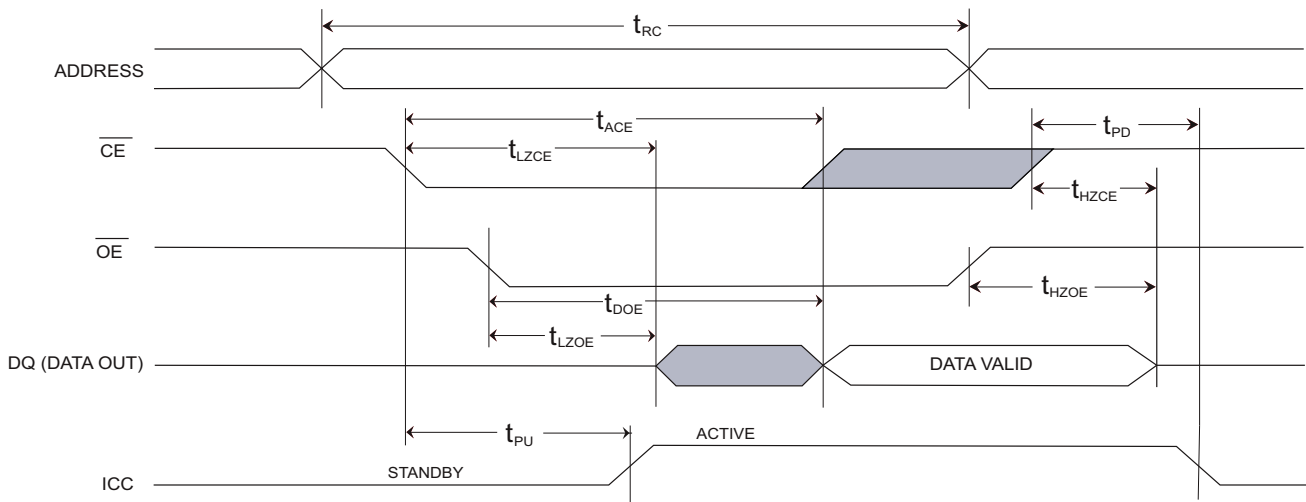 tRC
ADDRESS
tACE
tPD
CE
tLZCE
tHZCE
OE
tHZOE
tDOE
tLZOE
DQ (DATA OUT)
DATA VALID
tPU
ACTIVE
STANDBY
ICC